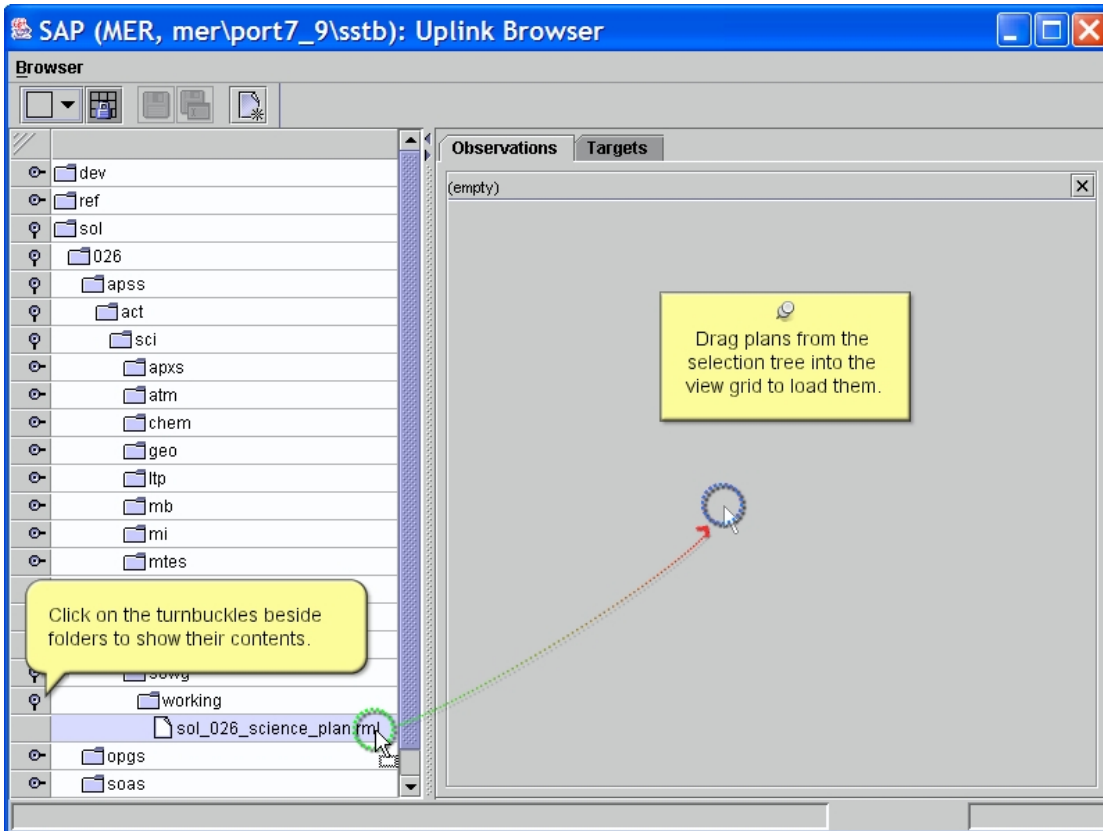 SAP (MER, mer\port7_9\sstb): Uplink Browser
Browser
dev
ref
sol
026
apss
act
sci
apxs
atm
chem
geo
ltp
mb
mi
mtes
Click on the turnbuckles beside
folders to show their contents.
sowg
working
sol_026_science_plan.rml
opgs
soas
Observations
Targets
(empty)
Drag plans from the
selection tree into the
view grid to load them.